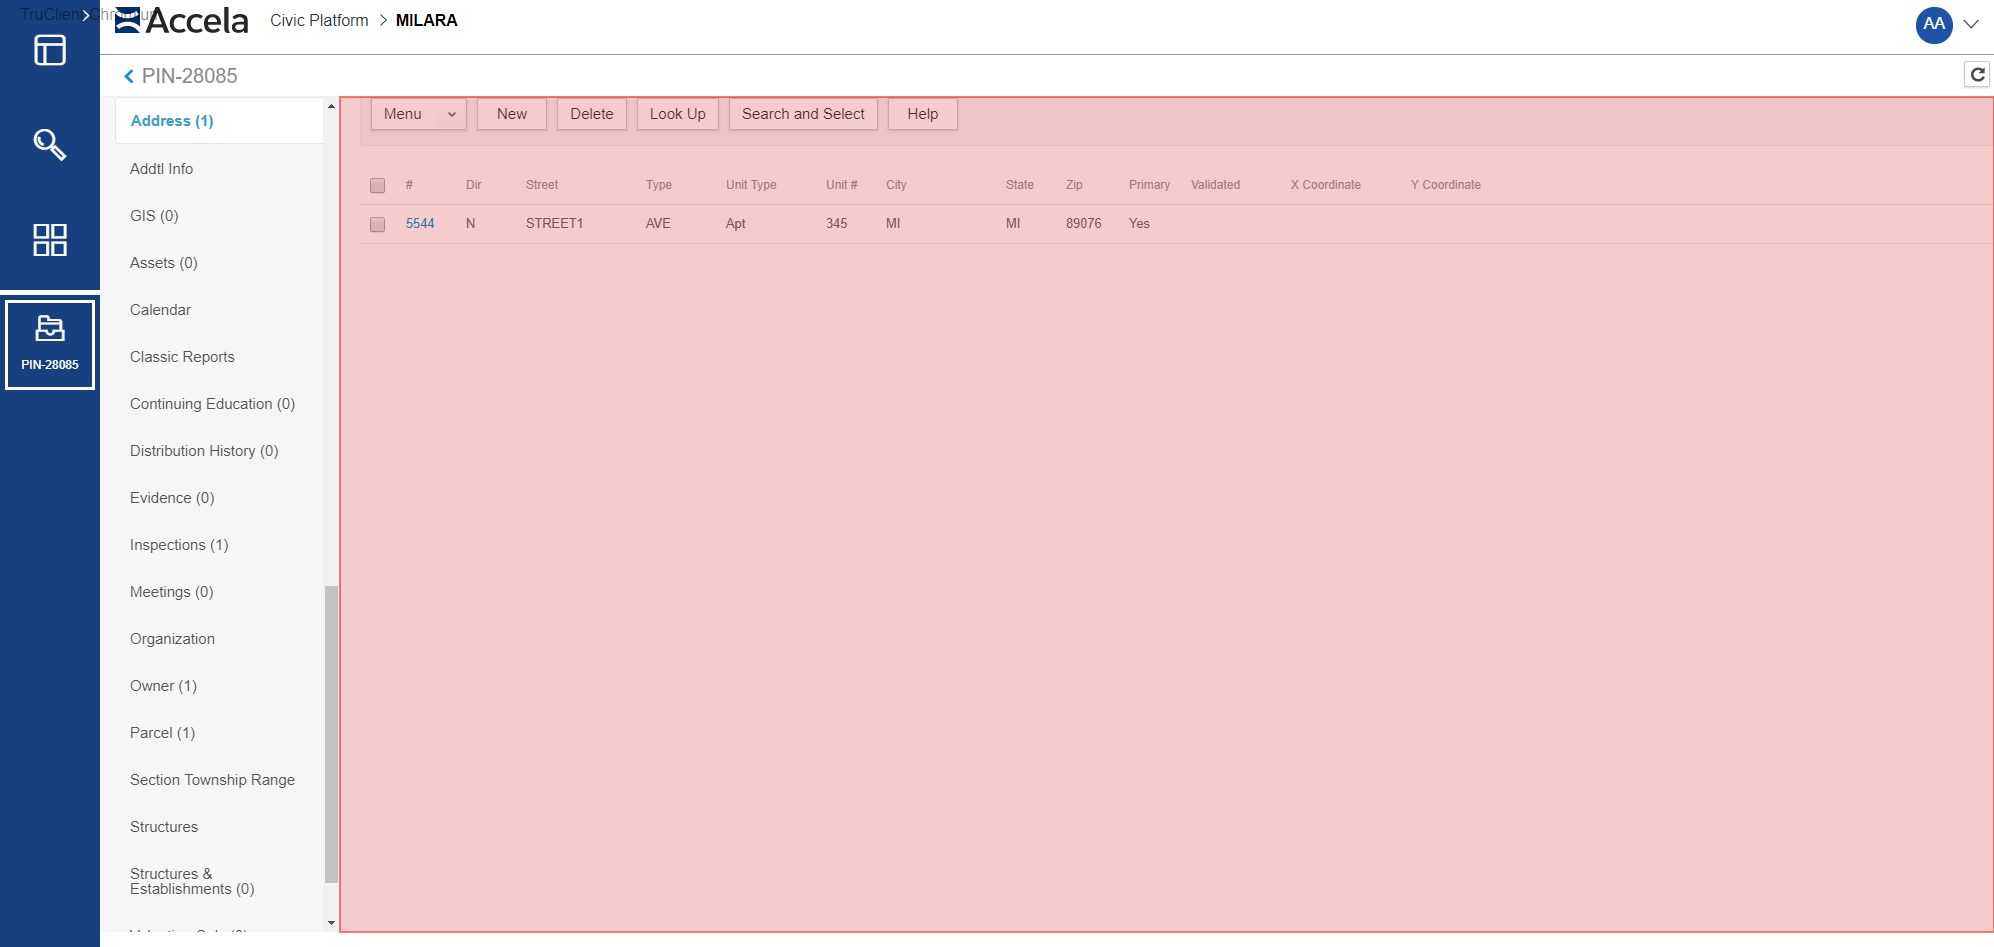 TruClient Chromium
Accela
Civic Platform > MILARA
AA
PIN-28085
Address (1)
Menu New Delete Look Up Search and Select Help
Addtl Info
# Dir Street Type Unit Type Unit # City State Zip Primary Validated X Coordinate Y Coordinate
5544 N STREET1 AVE Apt 345 MI MI 89076 Yes
GIS (0)
Assets (0)
Calendar
Classic Reports
PIN-28085
Continuing Education (0)
Distribution History (0)
Evidence (0)
Inspections (1)
Meetings (0)
Organization
Owner (1)
Parcel (1)
Section Township Range
Structures
Structures &
Establishments (0)